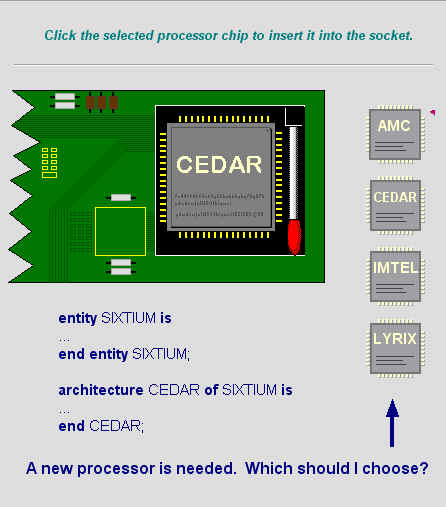 Click the selected processor chip to insert it into the socket.
CEDAR
AMC
CEDAR
IMTEL
LYRIX
entity SIXTIUM is
...
end entity SIXTIUM;
architecture CEDAR of SIXTIUM is
...
end CEDAR;
A new processor is needed.  Which should I choose?